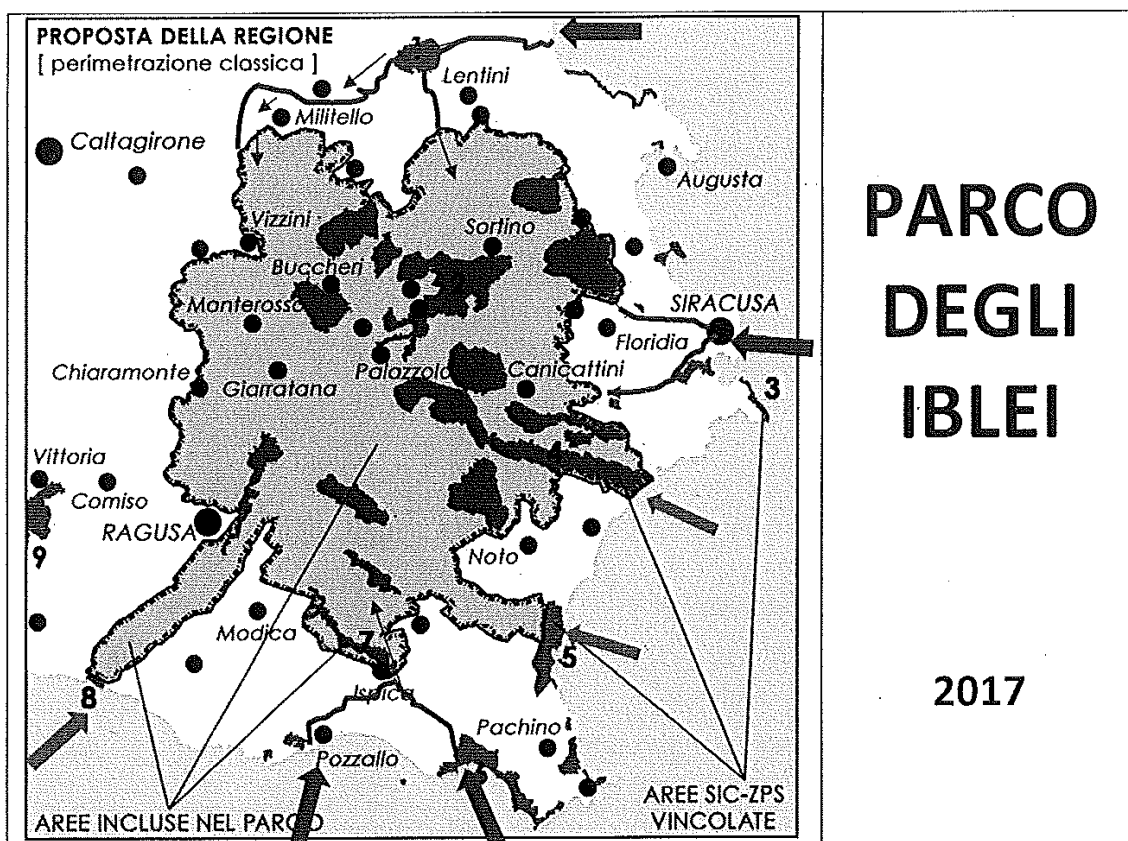 PROPOSTA DELLA REGIONE
[ perimetrazione classica ]
Lentini
Militello
Caltagirone
Augusta
Vizzini
Sortino
Buccheri
Monterosso
SIRACUSA
Floridia
Palazzolo
Canicattini
Chiaramonte
Giarratana
3
Vittoria
Comiso
RAGUSA
9
Noto
Modica
7
5
Ispica
8
Pachino
Pozzallo
AREE INCLUSE NEL PARCO
AREE SIC-ZPS
VINCOLATE
PARCO
DEGLI
IBLEI
2017